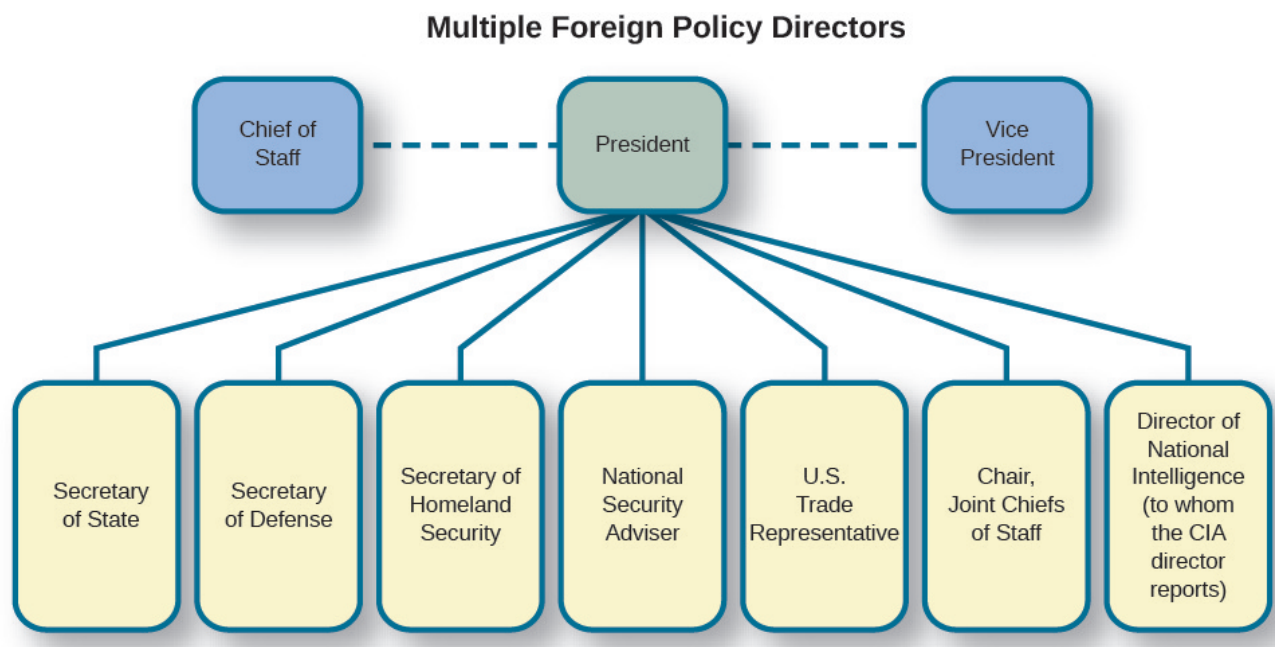 Multiple Foreign Policy Directors
Chief of
Staff
President
Vice
President
Secretary
of State
Secretary
of Defense
Secretary of
Homeland
Security
National
Security
Adviser
U.S.
Trade
Representative
Chair,
Joint Chiefs
of Staff
Director of
National
Intelligence
(to whom
the CIA
director
reports)